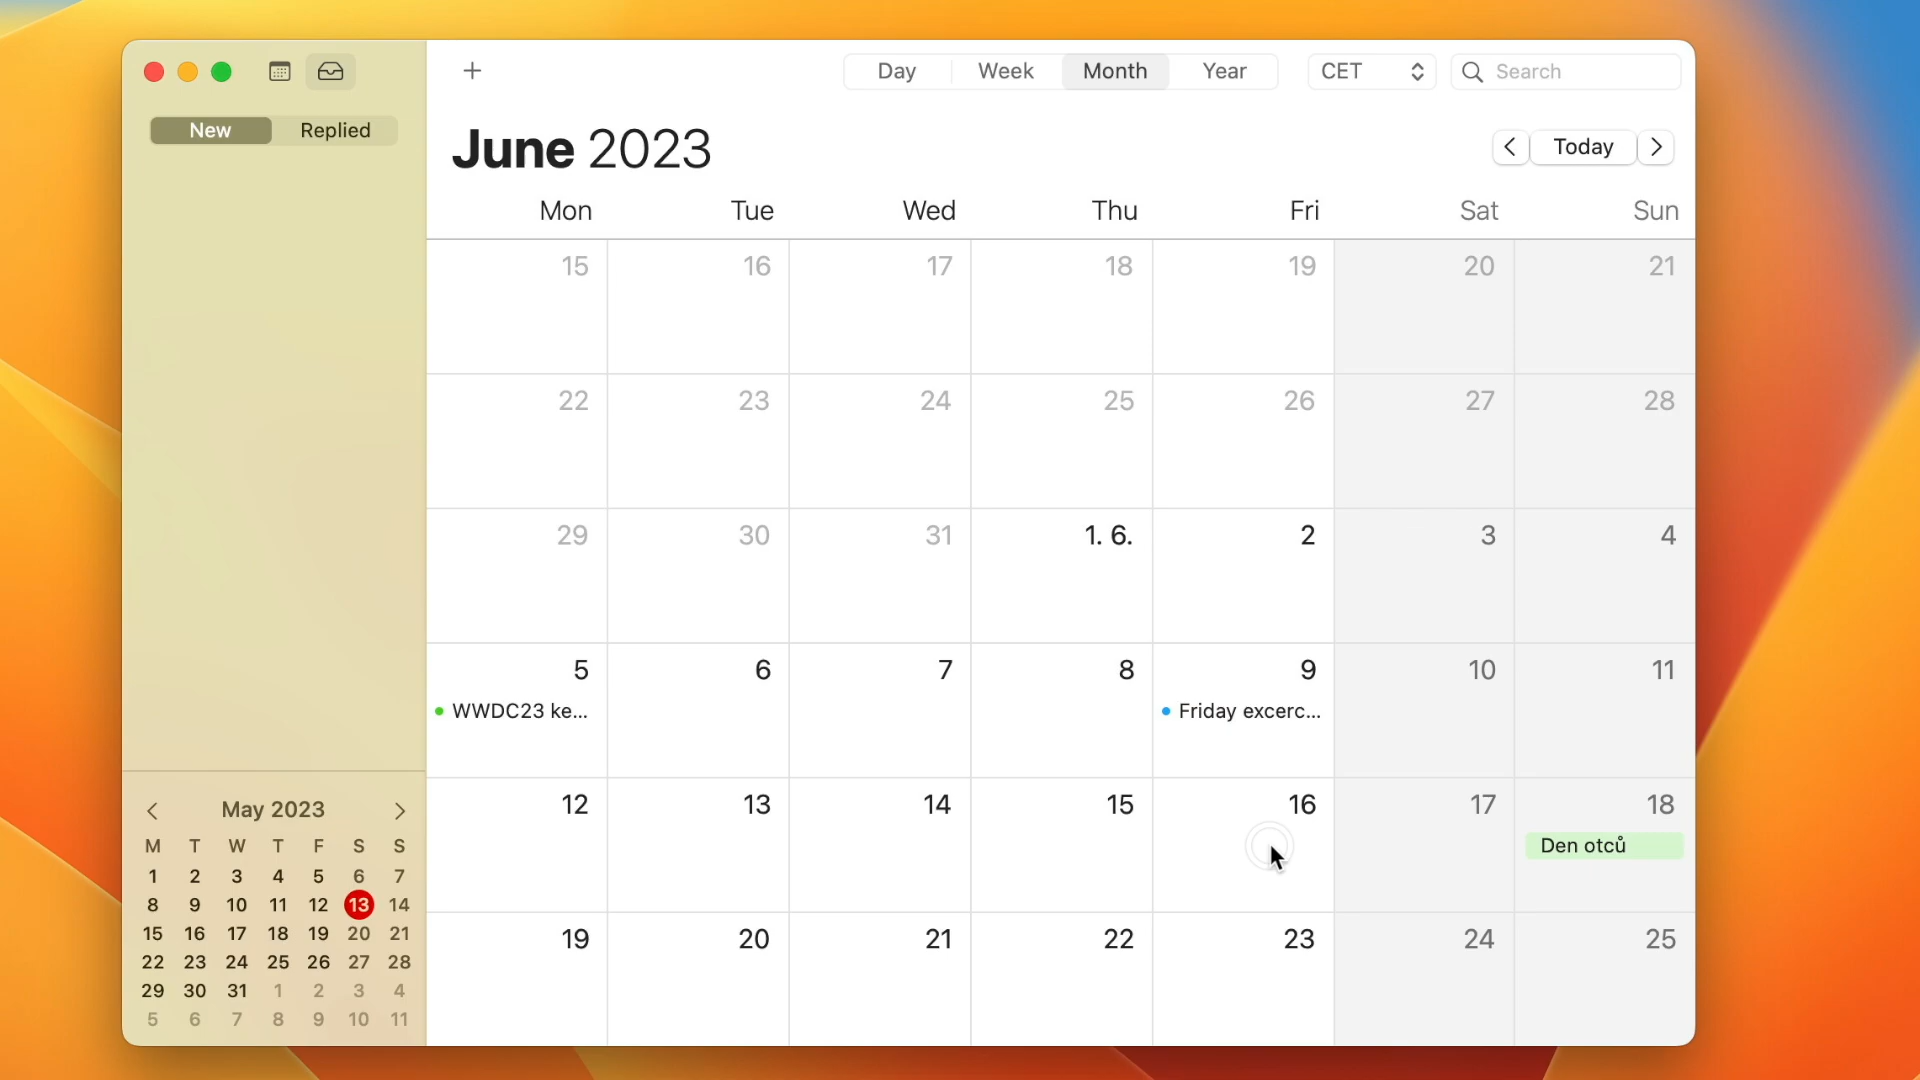 New Replied
+ Day Week Month Year CET Search
June 2023
Today
Mon Tue Wed Thu Fri Sat Sun
15 16 17 18 19 20 21
22 23 24 25 26 27 28
29 30 31 1. 6. 2 3 4
5 6 7 8 9 10 11
WWDC23 ke... Friday excerc...
12 13 14 15 16 17 18
Den otců
19 20 21 22 23 24 25
May 2023
M T W T F S S
1 2 3 4 5 6 7
8 9 10 11 12 13 14
15 16 17 18 19 20 21
22 23 24 25 26 27 28
29 30 31 1 2 3 4
5 6 7 8 9 10 11